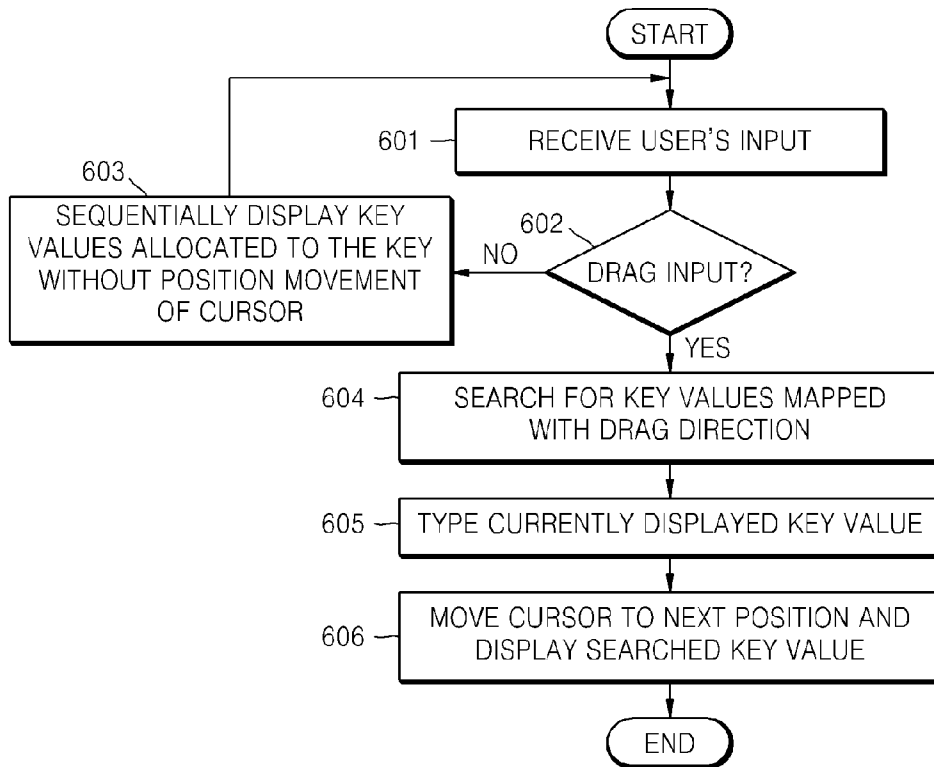 START
601
RECEIVE USER'S INPUT
603
SEQUENTIALLY DISPLAY KEY
VALUES ALLOCATED TO THE KEY
WITHOUT POSITION MOVEMENT
OF CURSOR
602
NO
DRAG INPUT?
YES
604
SEARCH FOR KEY VALUES MAPPED
WITH DRAG DIRECTION
605
TYPE CURRENTLY DISPLAYED KEY VALUE
606
MOVE CURSOR TO NEXT POSITION AND
DISPLAY SEARCHED KEY VALUE
END